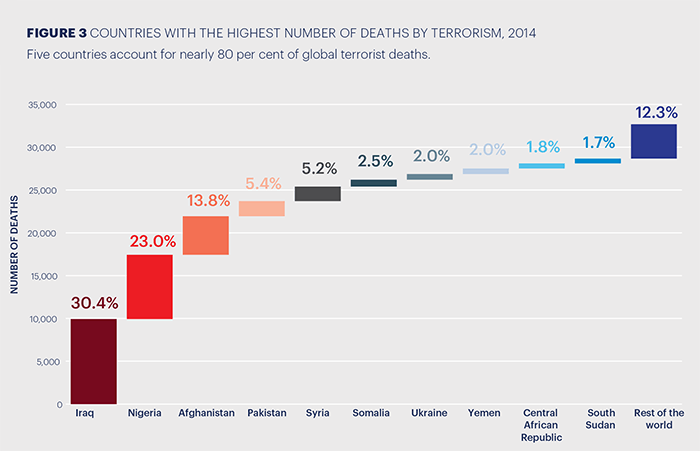 FIGURE 3 COUNTRIES WITH THE HIGHEST NUMBER OF DEATHS BY TERRORISM, 2014
Five countries account for nearly 80 per cent of global terrorist deaths.
NUMBER OF DEATHS
35,000
30,000
25,000
20,000
15,000
10,000
5,000
0
30.4%
23.0%
13.8%
5.4%
5.2%
2.5%
2.0%
2.0%
1.8%
1.7%
12.3%
Iraq
Nigeria
Afghanistan
Pakistan
Syria
Somalia
Ukraine
Yemen
Central
African
Republic
South
Sudan
Rest of the
world